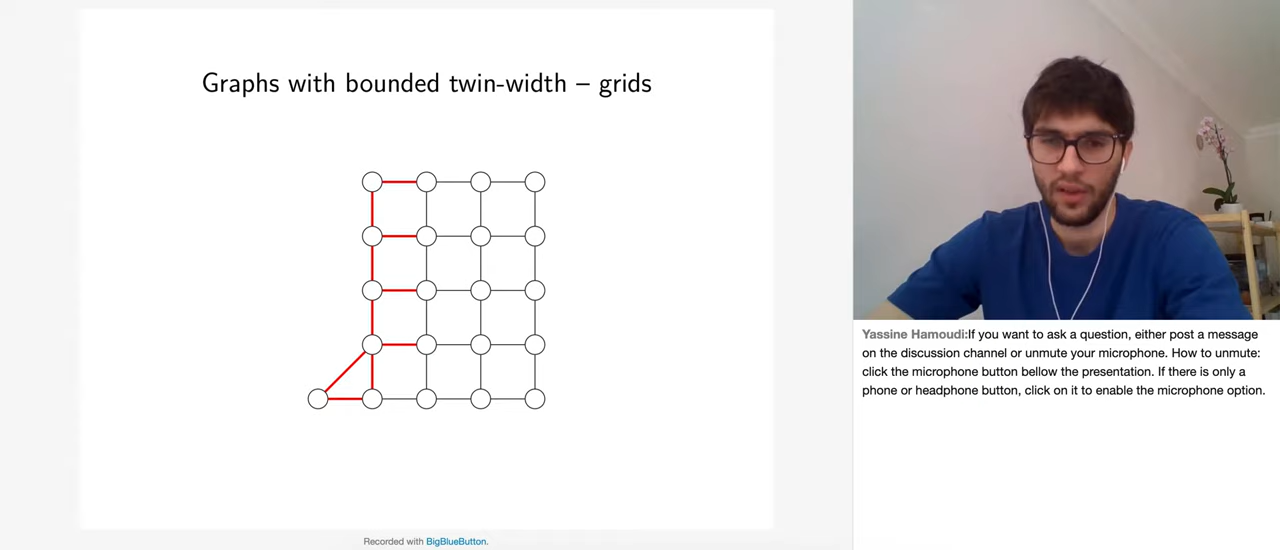 Graphs with bounded twin-width – grids
Recorded with BigBlueButton.
Yassine Hamoudi:If you want to ask a question, either post a message
on the discussion channel or unmute your microphone. How to unmute:
click the microphone button bellow the presentation. If there is only a
phone or headphone button, click on it to enable the microphone option.